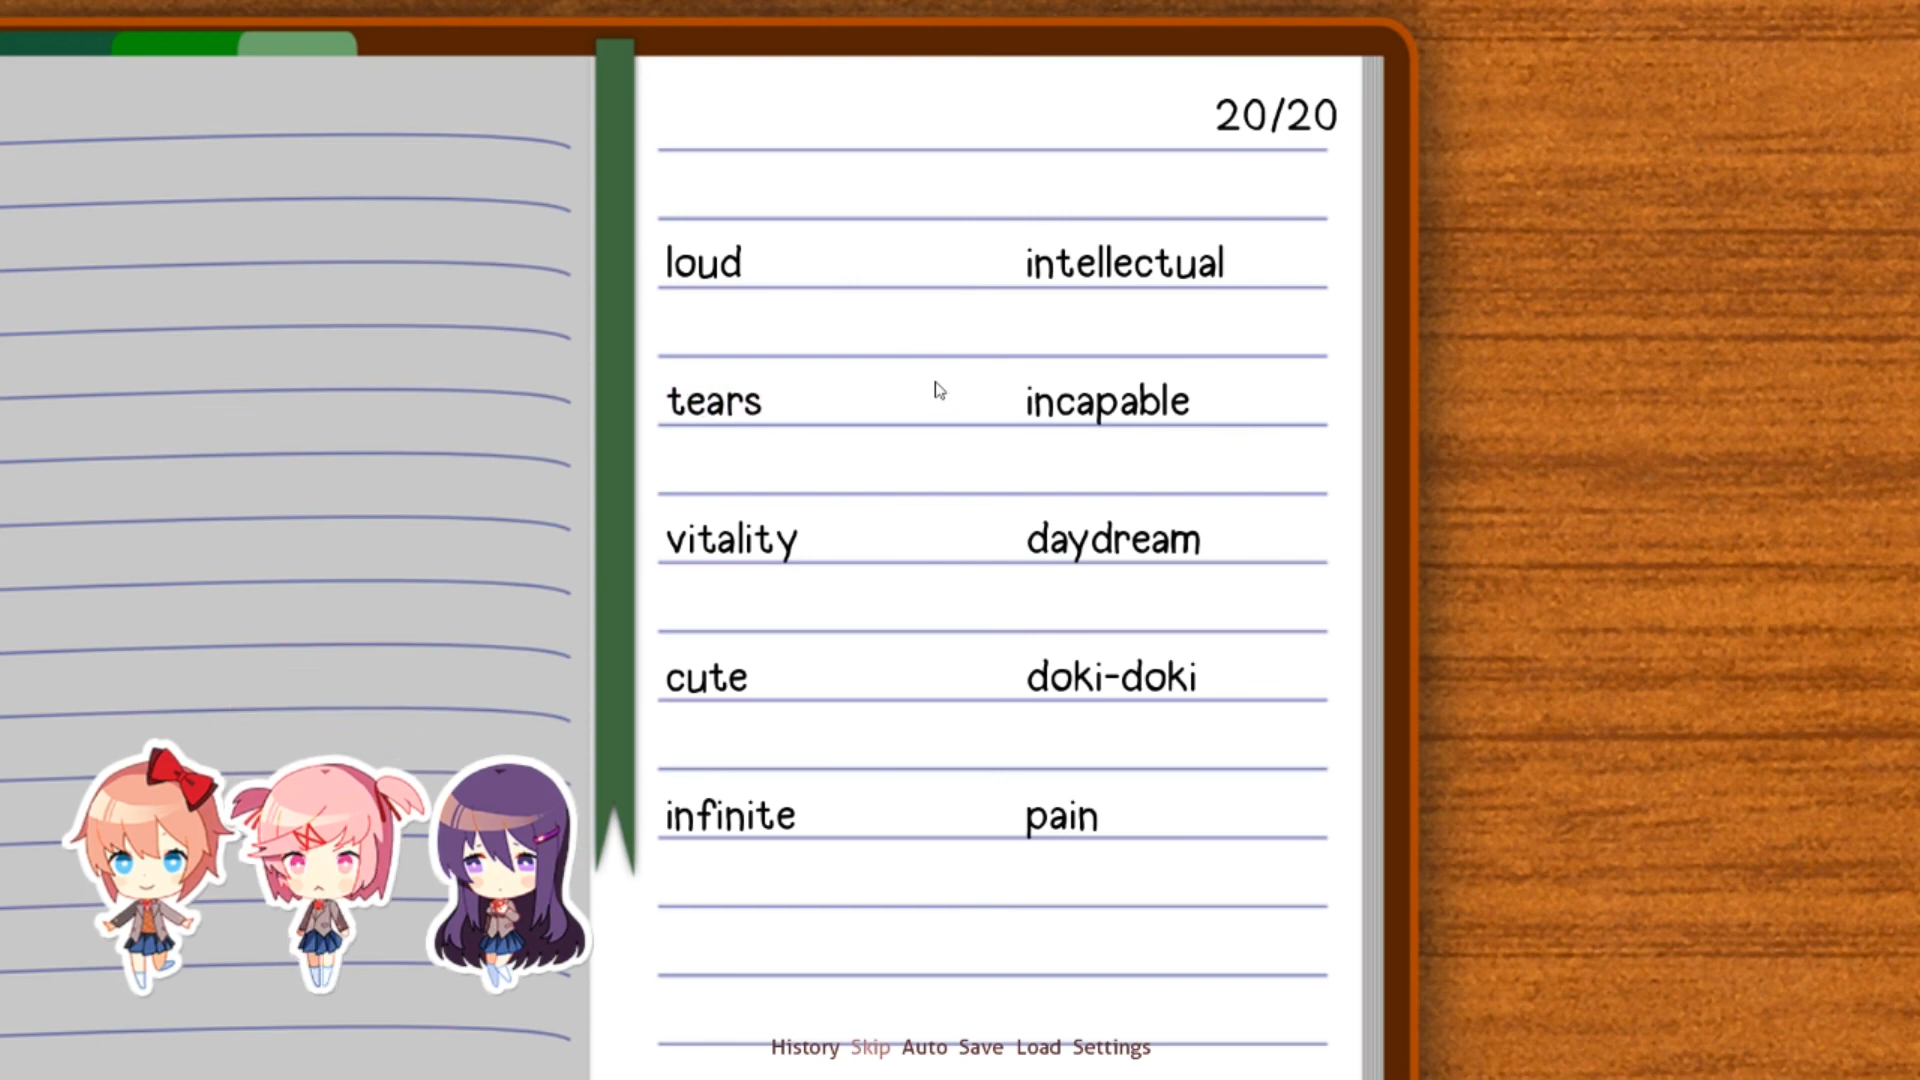 20/20
loud intellectual
tears incapable
vitality daydream
cute doki-doki
infinite pain
History Skip Auto Save Load Settings